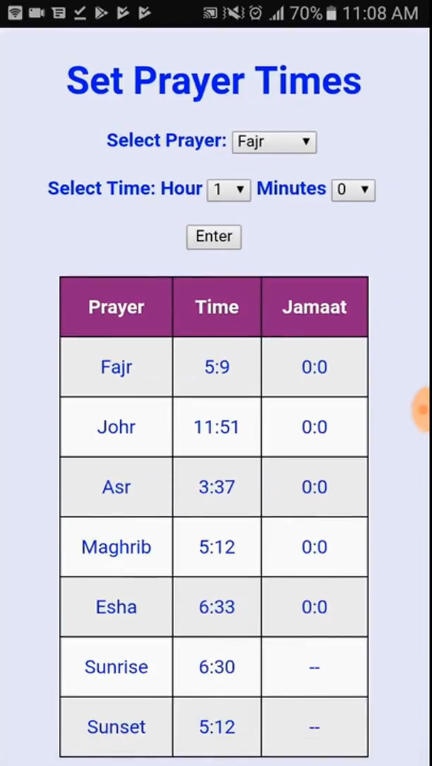 70% 11:08 AM
Set Prayer Times
Select Prayer: Fajr
Select Time: Hour 1 Minutes 0
Enter
Prayer Time Jamaat
Fajr 5:9 0:0
Johr 11:51 0:0
Asr 3:37 0:0
Maghrib 5:12 0:0
Esha 6:33 0:0
Sunrise 6:30 --
Sunset 5:12 --